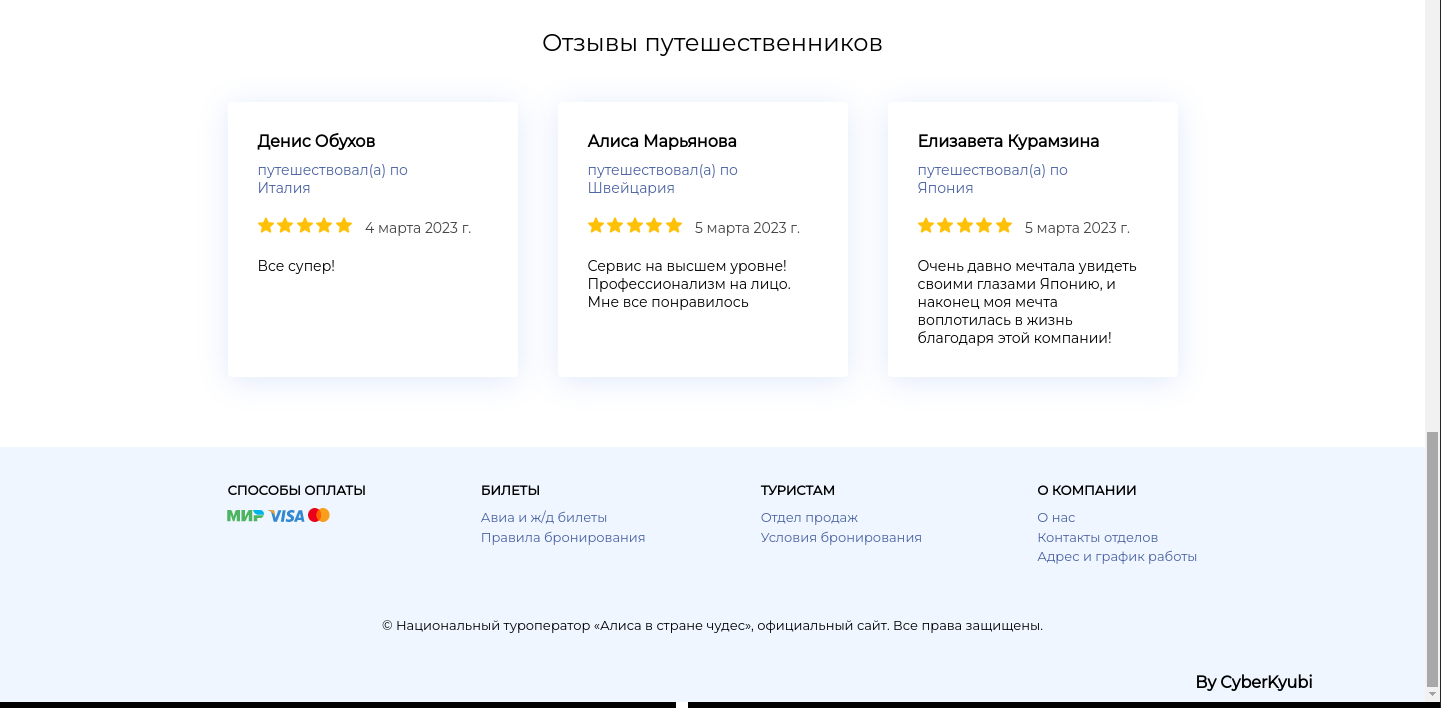 Отзывы путешественников
Денис Обухов
путешествовал(а) по
Италия
4 марта 2023 г.
Все супер!
Алиса Марьянова
путешествовал(а) по
Швейцария
5 марта 2023 г.
Сервис на высшем уровне!
Профессионализм на лицо.
Мне все понравилось
Елизавета Курамзина
путешествовал(а) по
Япония
5 марта 2023 г.
Очень давно мечтала увидеть
своими глазами Японию, и
наконец моя мечта
воплотилась в жизнь
благодаря этой компании!
СПОСОБЫ ОПЛАТЫ
МИР VISA
БИЛЕТЫ
Авиа и ж/д билеты
Правила бронирования
ТУРИСТАМ
Отдел продаж
Условия бронирования
О КОМПАНИИ
О нас
Контакты отделов
Адрес и график работы
© Национальный туроператор «Алиса в стране чудес», официальный сайт. Все права защищены.
By CyberKyubi